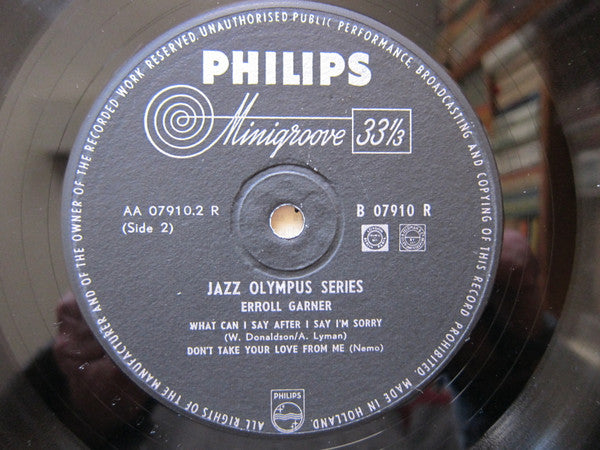 ALL RIGHTS OF THE MANUFACTURER AND OF THE OWNER OF THE RECORDED WORK RESERVED. UNAUTHORISED PUBLIC PERFORMANCE, BROADCASTING AND COPYING OF THIS RECORD PROHIBITED. MADE IN HOLLAND.
PHILIPS
Minigroove 33⅓
AA 07910.2 R
(Side 2)
B 07910 R
JAZZ OLYMPUS SERIES
ERROLL GARNER
WHAT CAN I SAY AFTER I SAY I'M SORRY
(W. Donaldson/A. Lyman)
DON'T TAKE YOUR LOVE FROM ME (Nemo)
PHILIPS